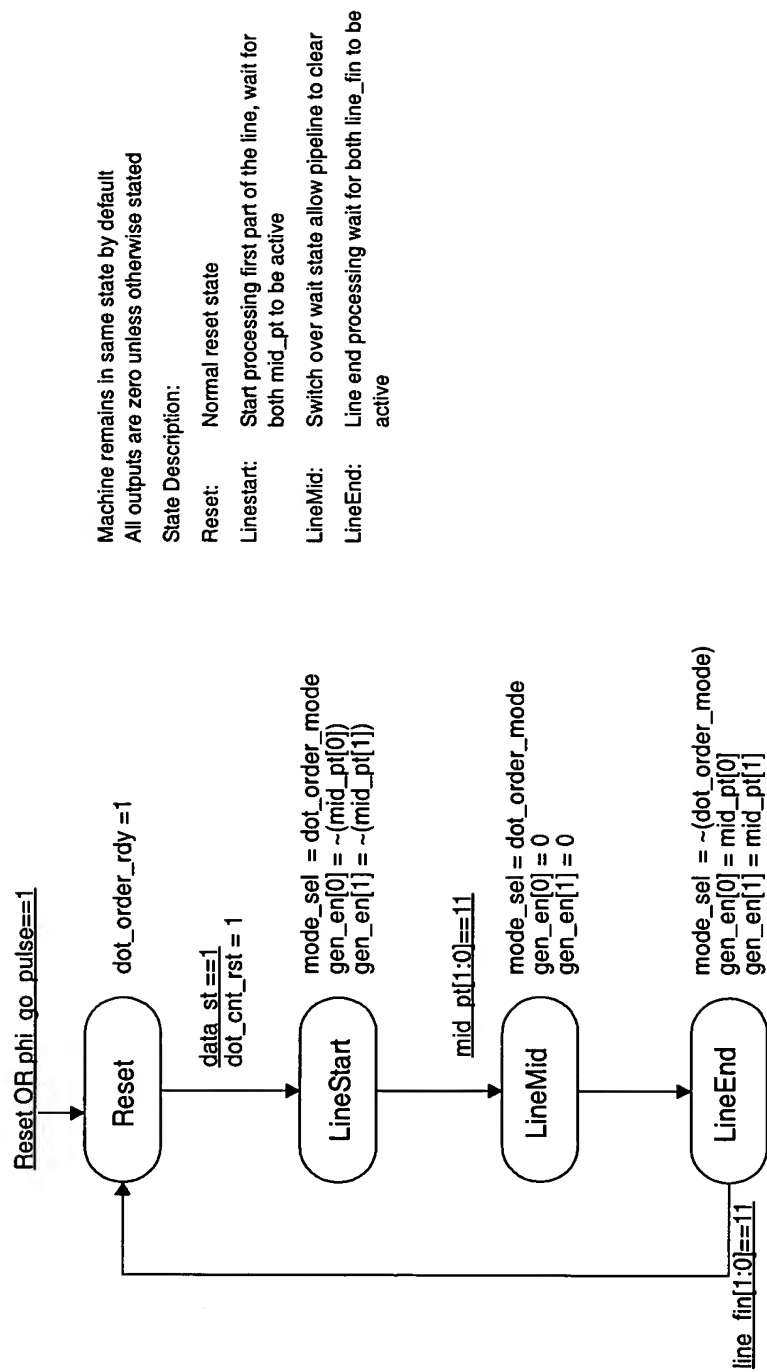 Reset OR phi_go_pulse==1
Reset
dot_order_rdy =1
data_st ==1
dot_cnt_rst = 1
LineStart
mode_sel = dot_order_mode
gen_en[0] = ~(mid_pt[0])
gen_en[1] = ~(mid_pt[1])
mid_pt[1:0]==11
LineMid
mode_sel = dot_order_mode
gen_en[0] = 0
gen_en[1] = 0
LineEnd
mode_sel = ~(dot_order_mode)
gen_en[0] = mid_pt[0]
gen_en[1] = mid_pt[1]
line_fin[1:0]==11
Machine remains in same state by default
All outputs are zero unless otherwise stated
State Description:
Reset: Normal reset state
Linestart: Start processing first part of the line, wait for
both mid_pt to be active
LineMid: Switch over wait state allow pipeline to clear
LineEnd: Line end processing wait for both line_fin to be
active